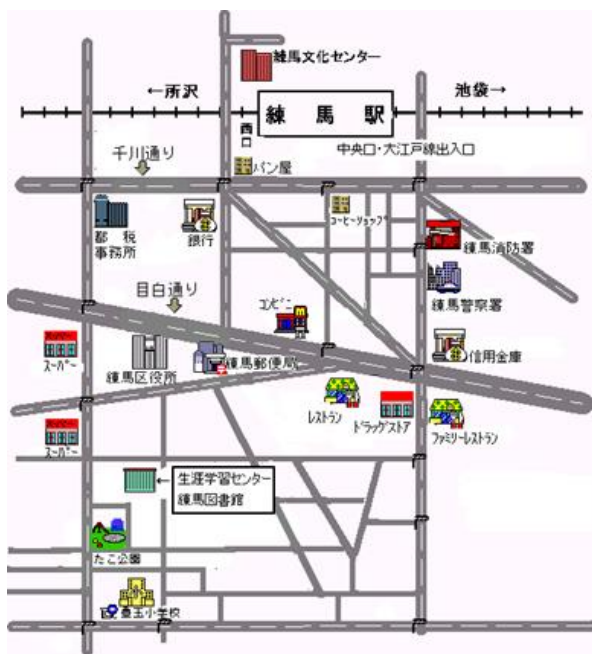 練馬文化センター
←所沢
池袋→
練馬駅
西口
中央口・大江戸線出入口
千川通り
パン屋
コーヒーショップ
都税
事務所
銀行
練馬消防署
目白通り
練馬警察署
コンビニ
スーパー
練馬区役所
練馬郵便局
信用金庫
レストラン
ドラッグストア
ファミリーレストラン
スーパー
←
生涯学習センター
練馬図書館
たこ公園
豊玉小学校